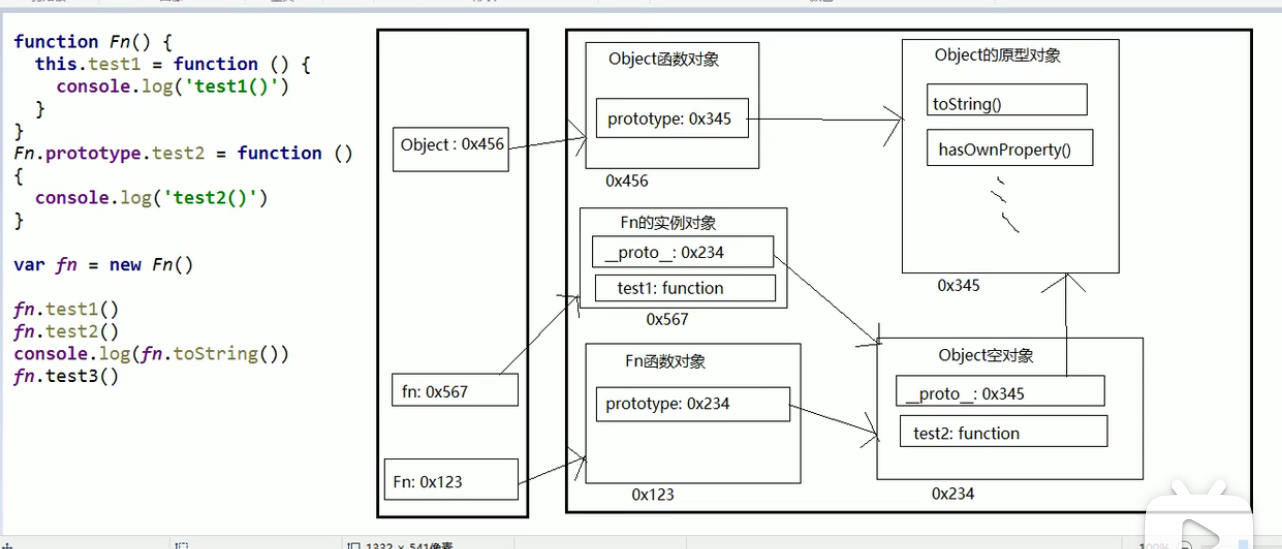 function Fn() {
this.test1 = function () {
console.log('test1()')
}
}
Fn.prototype.test2 = function ()
{
console.log('test2()')
}
var fn = new Fn()
fn.test1()
fn.test2()
console.log(fn.toString())
fn.test3()
Object : 0x456
fn: 0x567
Fn: 0x123
Object函数对象
prototype: 0x345
0x456
Fn的实例对象
__proto__: 0x234
test1: function
0x567
Fn函数对象
prototype: 0x234
0x123
Object的原型对象
toString()
hasOwnProperty()
0x345
Object空对象
__proto__: 0x345
test2: function
0x234
1332 × 541像素
100%